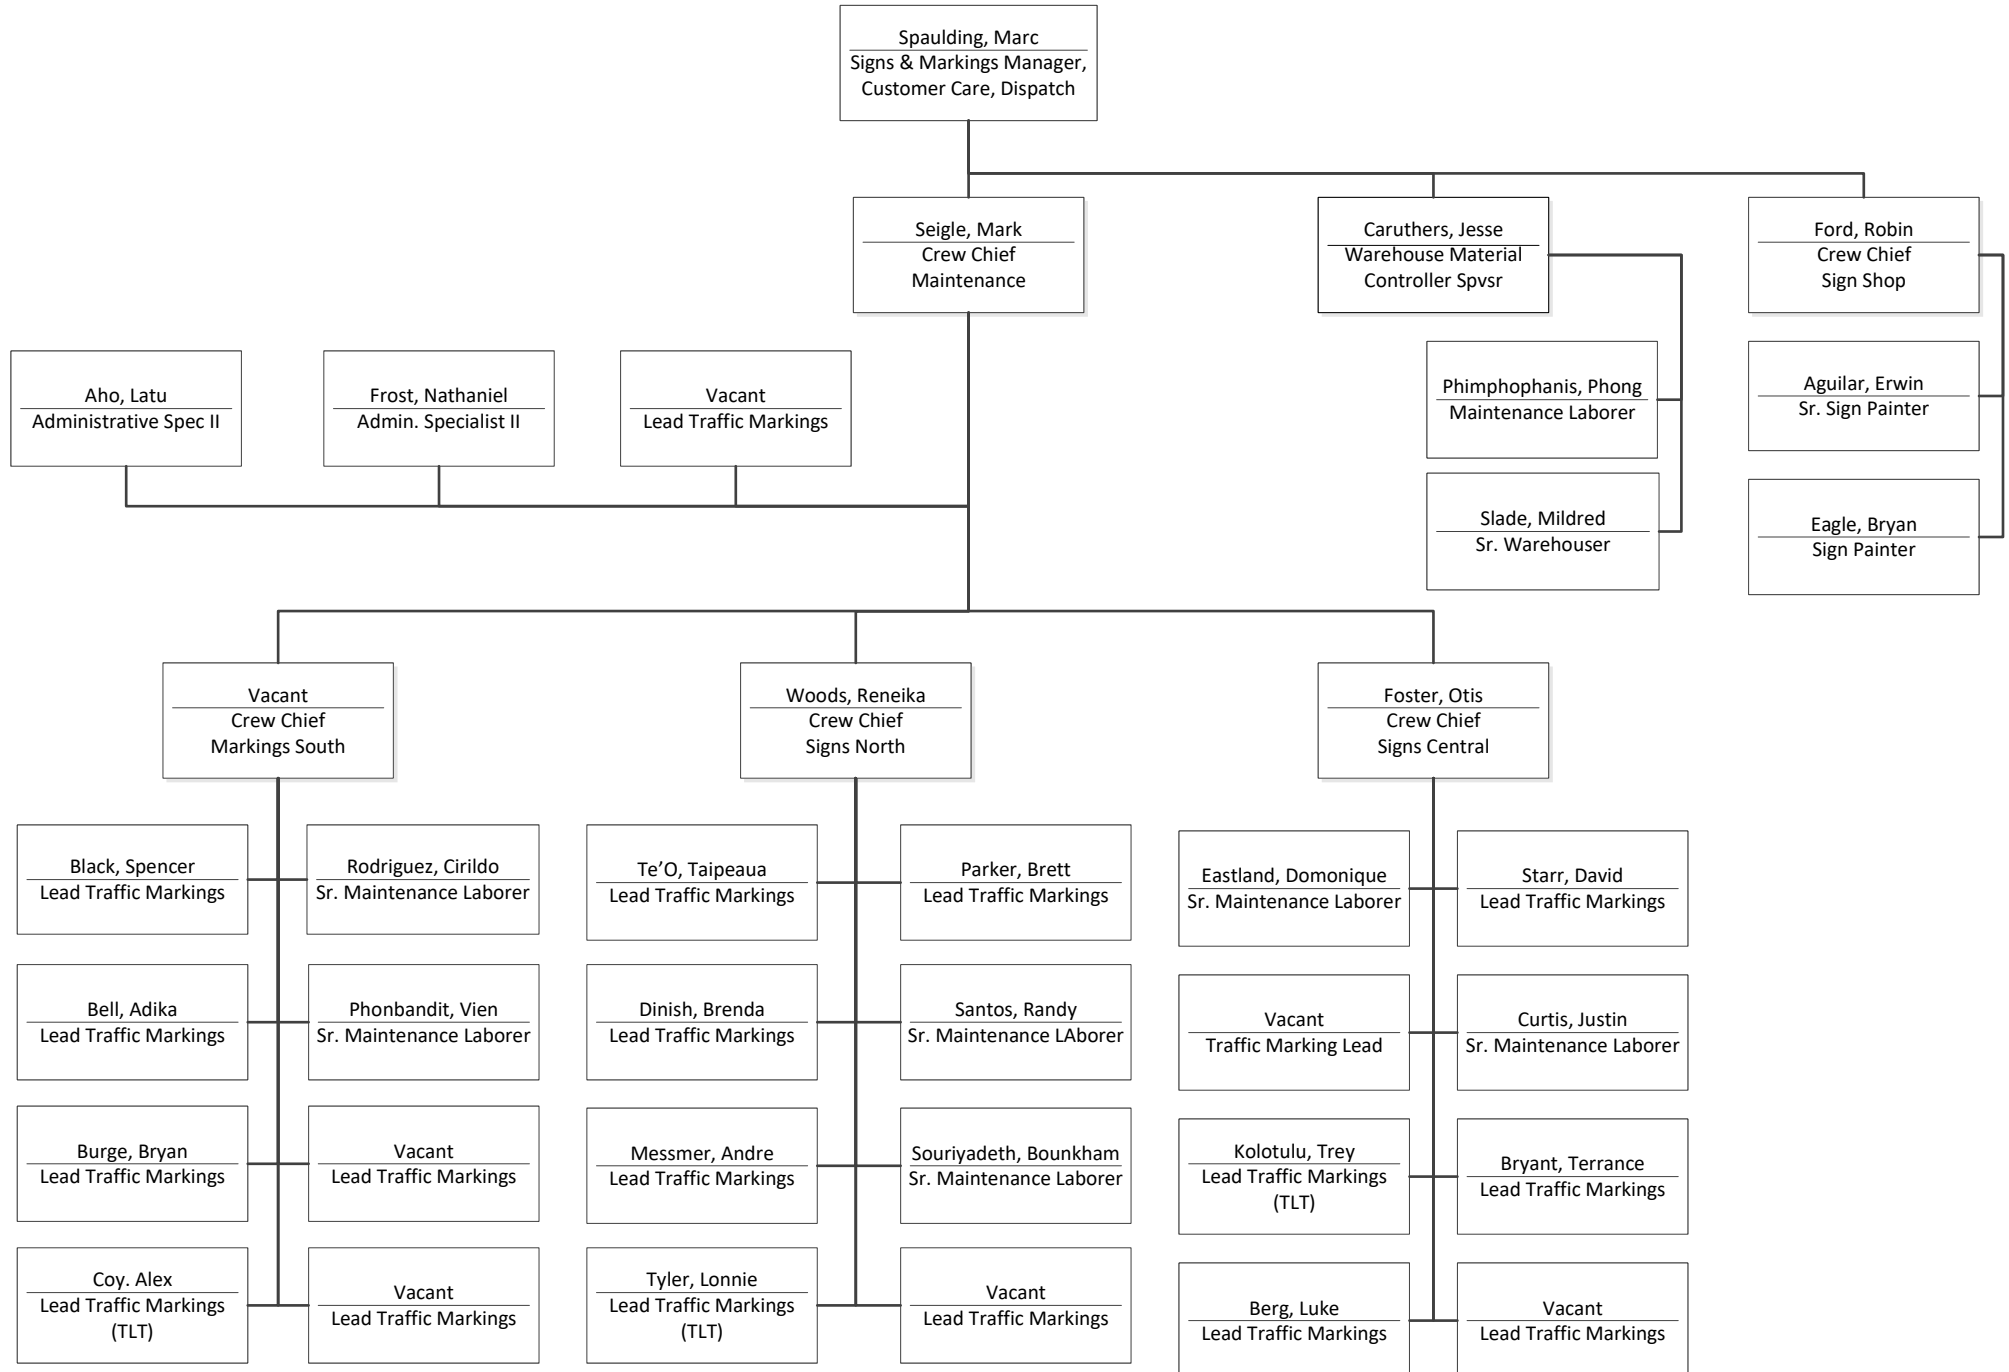 Spaulding, Marc
Signs & Markings Manager,
Customer Care, Dispatch
Seigle, Mark
Crew Chief
Maintenance
Caruthers, Jesse
Warehouse Material
Controller Spvsr
Ford, Robin
Crew Chief
Sign Shop
Aho, Latu
Administrative Spec II
Frost, Nathaniel
Admin. Specialist II
Vacant
Lead Traffic Markings
Phimphophanis, Phong
Maintenance Laborer
Aguilar, Erwin
Sr. Sign Painter
Slade, Mildred
Sr. Warehouser
Eagle, Bryan
Sign Painter
Vacant
Crew Chief
Markings South
Woods, Reneika
Crew Chief
Signs North
Foster, Otis
Crew Chief
Signs Central
Black, Spencer
Lead Traffic Markings
Rodriguez, Cirildo
Sr. Maintenance Laborer
Te’O, Taipeaua
Lead Traffic Markings
Parker, Brett
Lead Traffic Markings
Eastland, Domonique
Sr. Maintenance Laborer
Starr, David
Lead Traffic Markings
Bell, Adika
Lead Traffic Markings
Phonbandit, Vien
Sr. Maintenance Laborer
Dinish, Brenda
Lead Traffic Markings
Santos, Randy
Sr. Maintenance LAborer
Vacant
Traffic Marking Lead
Curtis, Justin
Sr. Maintenance Laborer
Burge, Bryan
Lead Traffic Markings
Vacant
Lead Traffic Markings
Messmer, Andre
Lead Traffic Markings
Souriyadeth, Bounkham
Sr. Maintenance Laborer
Kolotulu, Trey
Lead Traffic Markings
(TLT)
Bryant, Terrance
Lead Traffic Markings
Coy. Alex
Lead Traffic Markings
(TLT)
Vacant
Lead Traffic Markings
Tyler, Lonnie
Lead Traffic Markings
(TLT)
Vacant
Lead Traffic Markings
Berg, Luke
Lead Traffic Markings
Vacant
Lead Traffic Markings